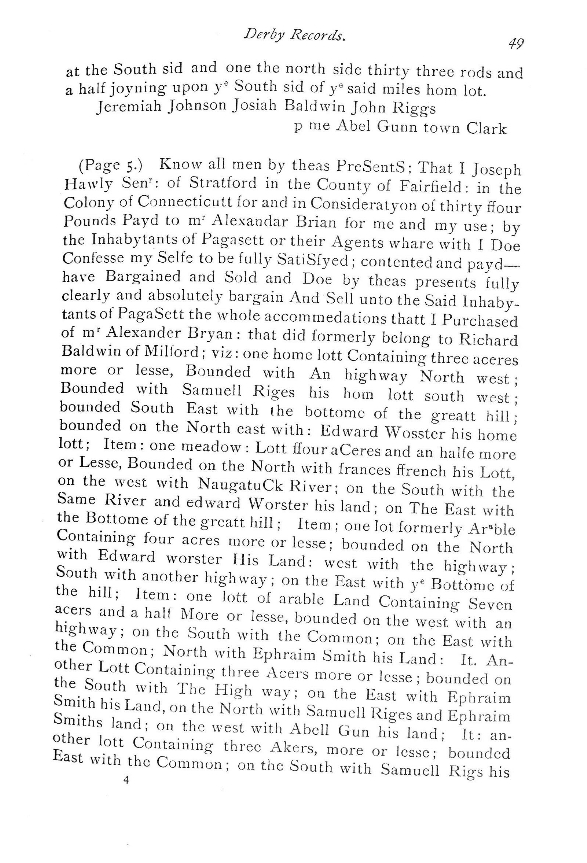 Derby Records.
49
at the South sid and one the north side thirty three rods and
a half joyning upon yᵉ South sid of yᵉ said miles hom lot.
Jeremiah Johnson Josiah Baldwin John Riggs
p me Abel Gunn town Clark
(Page 5.) Know all men by theas PreSentS; That I Joseph
Hawly Senʳ: of Stratford in the County of Fairfield: in the
Colony of Connecticutt for and in Consideratyon of thirty ffour
Pounds Payd to mʳ Alexandar Brian for me and my use; by
the Inhabytants of Pagasett or their Agents whare with I Doe
Confesse my Selfe to be fully SatiSfyed; contented and payd—
have Bargained and Sold and Doe by theas presents fully
clearly and absolutely bargain And Sell unto the Said Inhaby-
tants of PagaSett the whole accommedations thatt I Purchased
of mʳ Alexander Bryan: that did formerly belong to Richard
Baldwin of Milford; viz: one home lott Containing three aceres
more or lesse, Bounded with An highway North west;
Bounded with Samuell Riges his hom lott south west;
bounded South East with the bottome of the greatt hill;
bounded on the North east with: Edward Wosster his home
lott; Item: one meadow: Lott ffour aCeres and an halfe more
or Lesse, Bounded on the North with frances ffrench his Lott,
on the west with NaugatuCk River; on the South with the
Same River and edward Worster his land; on The East with
the Bottome of the greatt hill; Item; one lot formerly Arᵃble
Containing four acres more or lesse; bounded on the North
with Edward worster His Land: west with the highway;
South with another highway; on the East with yᵉ Bottome of
the hill; Item: one lott of arable Land Containing Seven
acers and a half More or lesse, bounded on the west with an
highway; on the South with the Common; on the East with
the Common; North with Ephraim Smith his Land: It. An-
other Lott Containing three Acers more or lesse; bounded on
the South with The High way; on the East with Ephraim
Smith his Land, on the North with Samuell Riges and Ephraim
Smiths land; on the west with Abell Gun his land; It: an-
other lott Containing three Akers, more or lesse; bounded
East with the Common; on the South with Samuell Rigs his
4